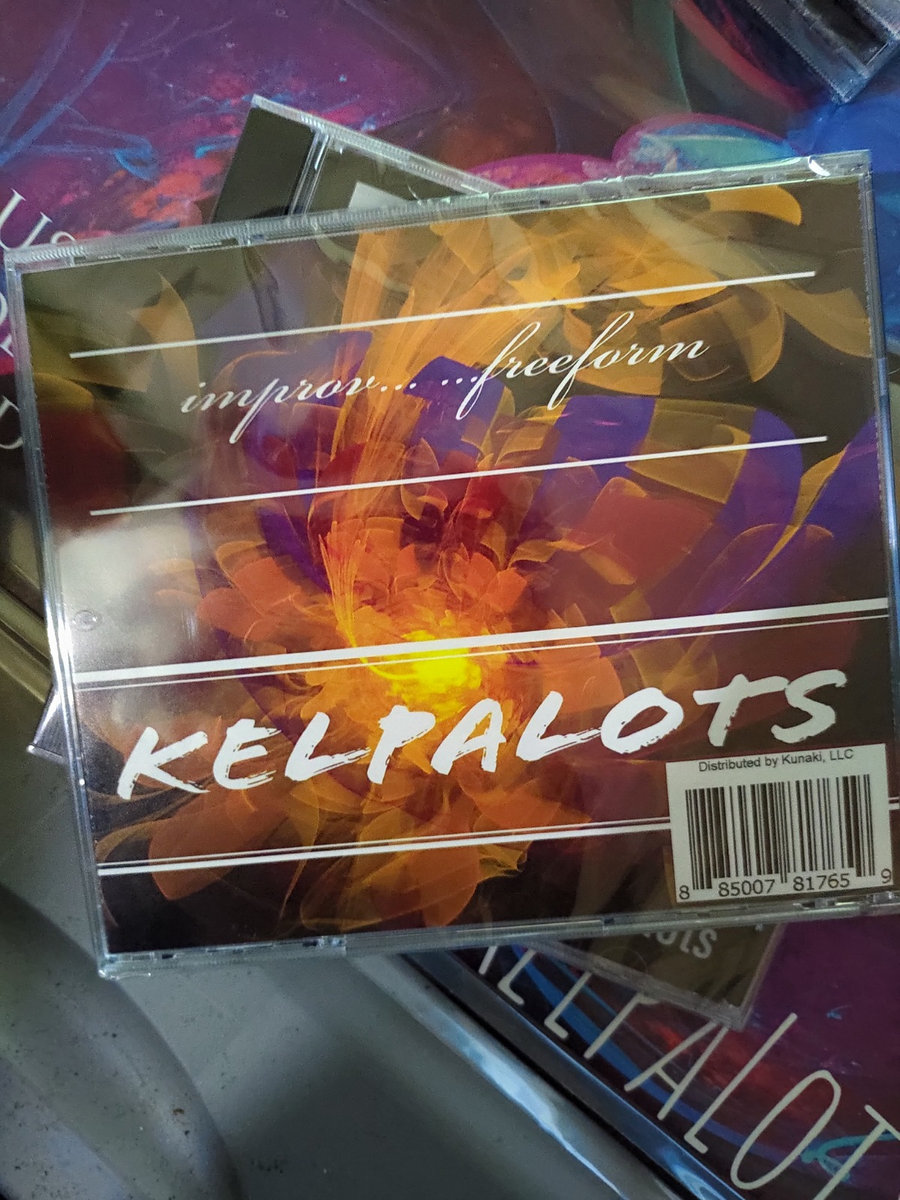 improv... ...freeform
KELPALOTS
Distributed by Kunaki, LLC
8 85007 81765 9